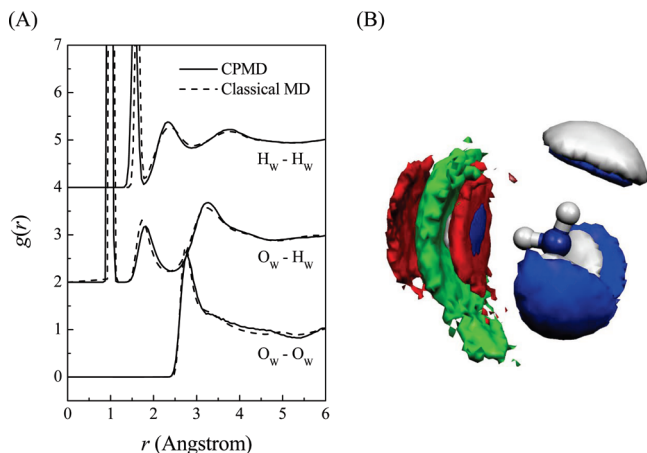 (A)
(B)
CPMD
Classical MD
H_W - H_W
O_W - H_W
O_W - O_W
g(r)
7
6
5
4
3
2
1
0
0 1 2 3 4 5 6
r (Angstrom)